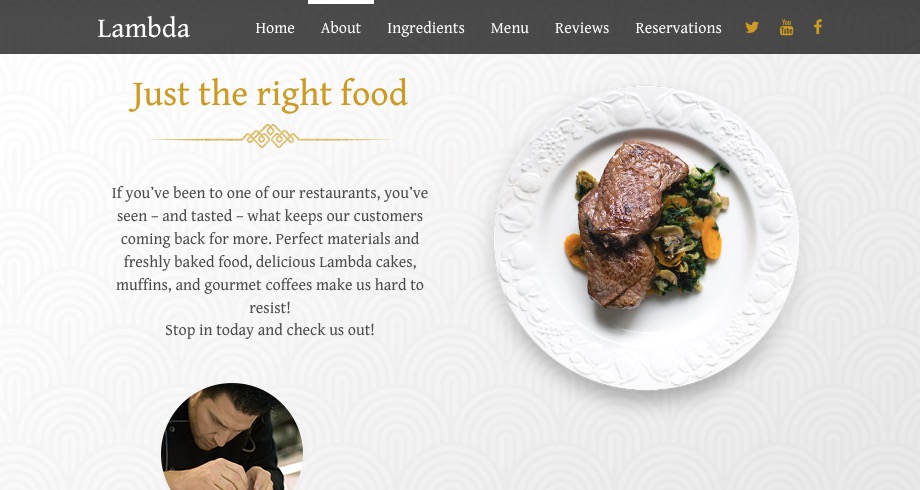 Lambda
Home About Ingredients Menu Reviews Reservations
You
Tube
Just the right food
If you’ve been to one of our restaurants, you’ve
seen – and tasted – what keeps our customers
coming back for more. Perfect materials and
freshly baked food, delicious Lambda cakes,
muffins, and gourmet coffees make us hard to
resist!
Stop in today and check us out!